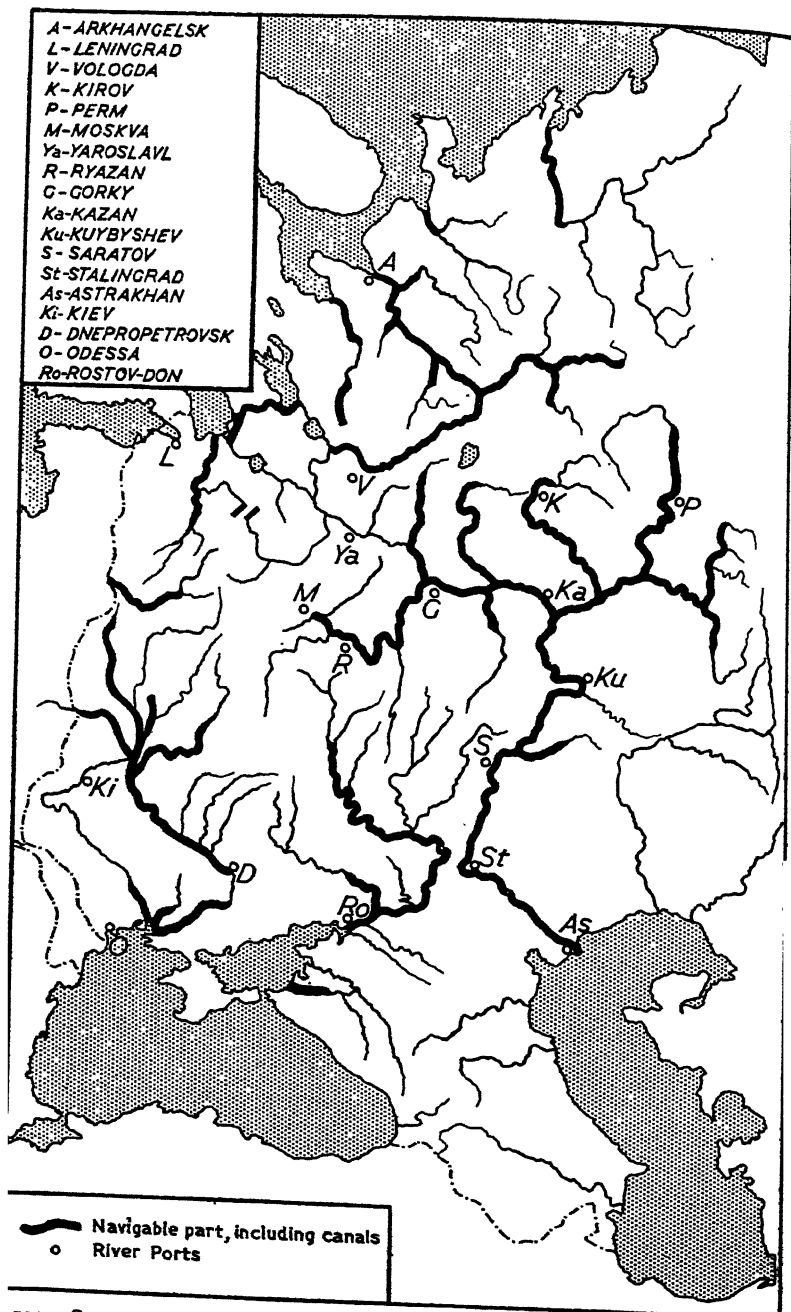 A-ARKHANGELSK
L-LENINGRAD
V-VOLOGDA
K-KIROV
P-PERM
M-MOSKVA
Ya-YAROSLAVL
R-RYAZAN
G-GORKY
Ka-KAZAN
Ku-KUYBYSHEV
S-SARATOV
St-STALINGRAD
As-ASTRAKHAN
Ki-KIEV
D-DNEPROPETROVSK
O-ODESSA
Ro-ROSTOV-DON
A
L
V
K
P
Ya
M
G
Ka
R
Ku
S
Ki
D
St
Ro
As
O
Navigable part, including canals
River Ports